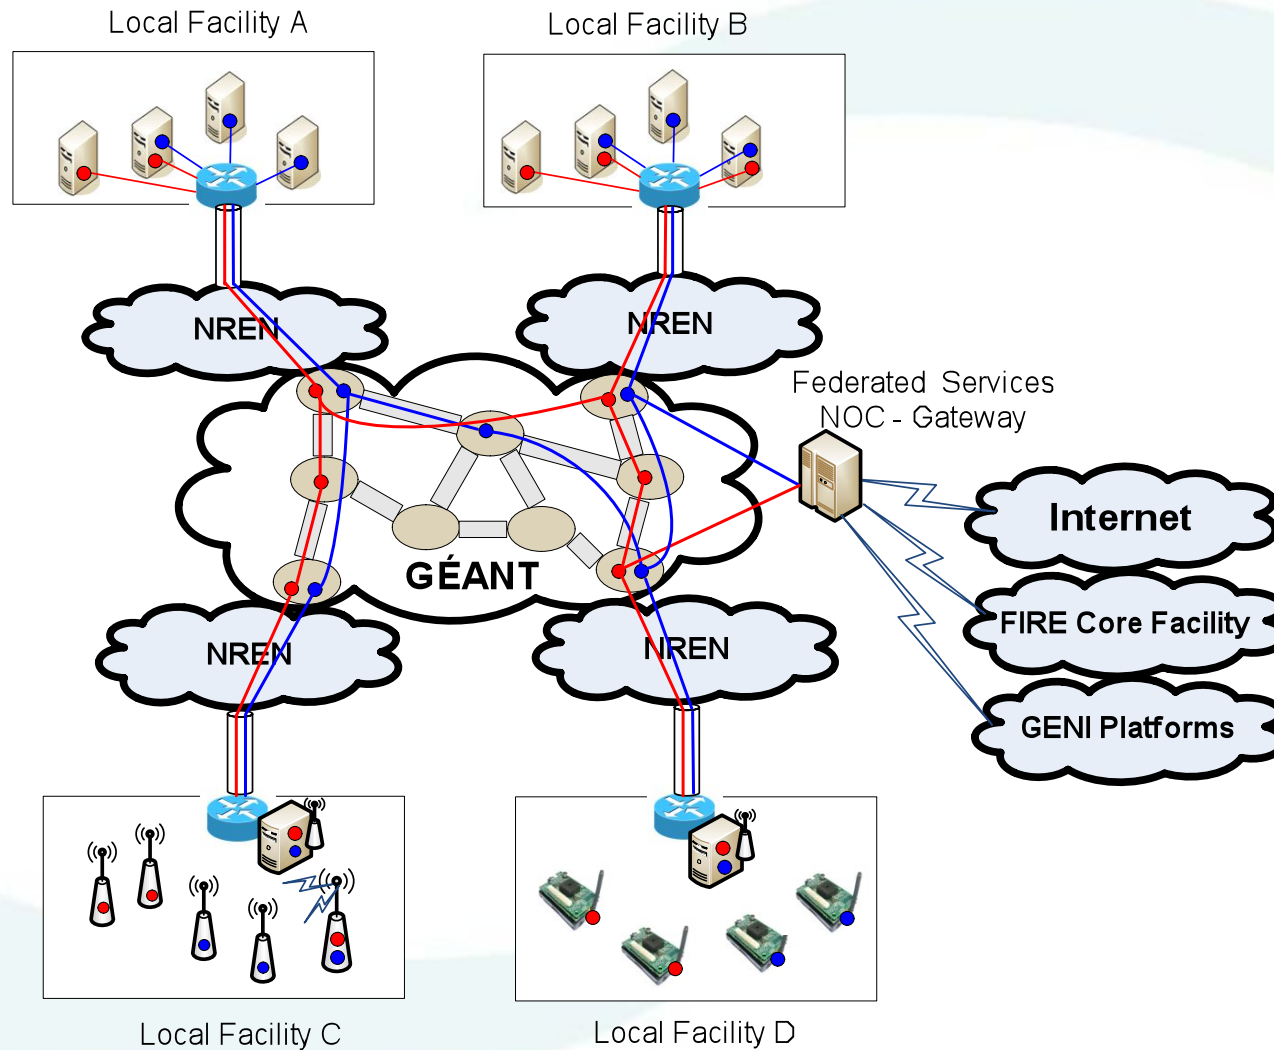 Local Facility A
Local Facility B
NREN
NREN
Federated Services
NOC - Gateway
Internet
GÉANT
FIRE Core Facility
NREN
NREN
GENI Platforms
Local Facility C
Local Facility D